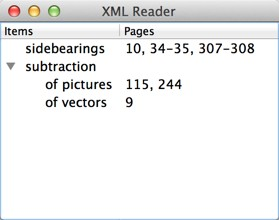 XML Reader
Items Pages
sidebearings 10, 34–35, 307–308
subtraction
of pictures 115, 244
of vectors 9